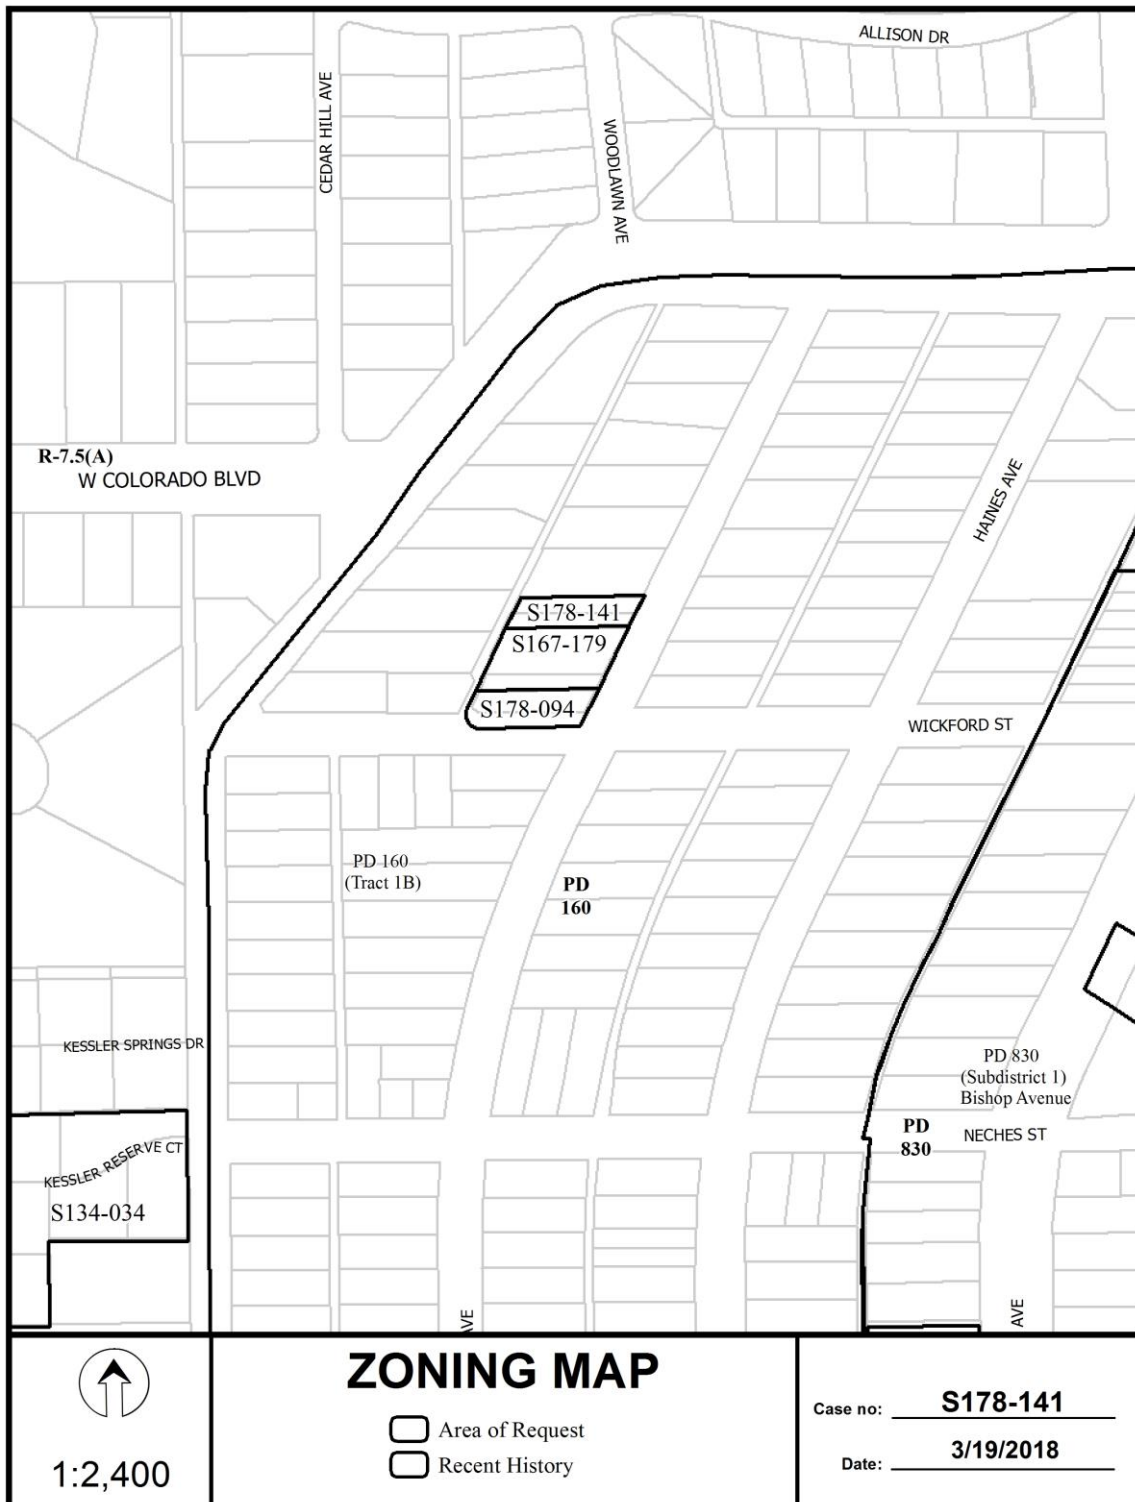 ALLISON DR
CEDAR HILL AVE
WOODLAWN AVE
R-7.5(A)
W COLORADO BLVD
HAINES AVE
S178-141
S167-179
S178-094
WICKFORD ST
PD 160
(Tract 1B)
PD
160
KESSLER SPRINGS DR
PD 830
(Subdistrict 1)
Bishop Avenue
PD
830
NECHES ST
KESSLER RESERVE CT
S134-034
AVE
AVE
1:2,400
ZONING MAP
Area of Request
Recent History
Case no: S178-141
Date: 3/19/2018